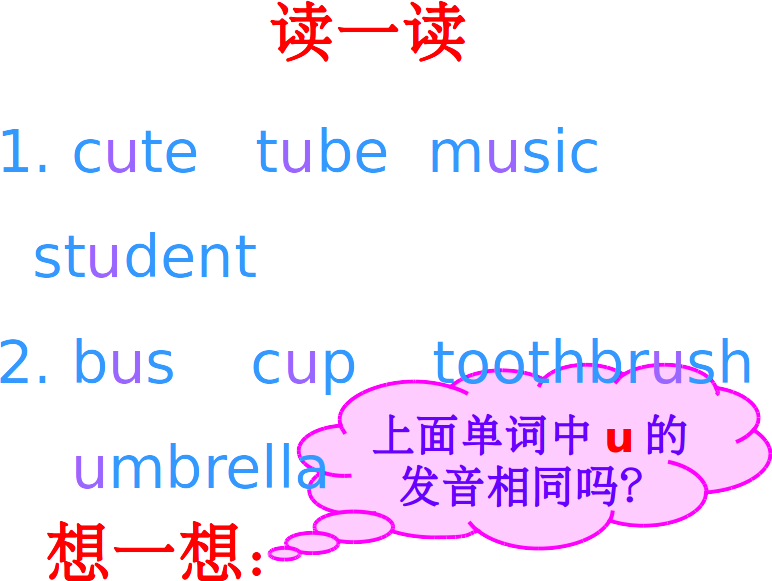 读一读
1. cute tube music
student
2. bus cup toothbrush
umbrella
上面单词中 u 的
发音相同吗?
想一想: